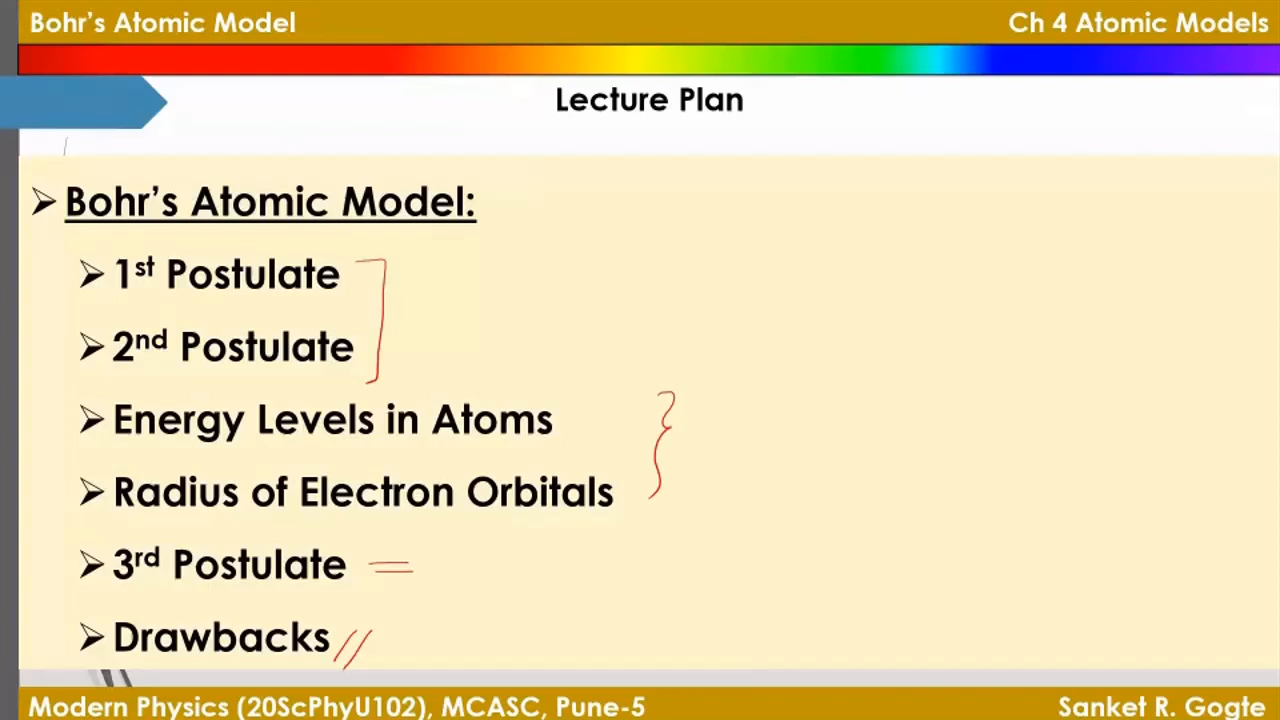 Bohr’s Atomic Model
Ch 4 Atomic Models
Lecture Plan
➢ Bohr’s Atomic Model:
➢ 1st Postulate
➢ 2nd Postulate
➢ Energy Levels in Atoms
➢ Radius of Electron Orbitals
➢ 3rd Postulate
➢ Drawbacks
Modern Physics (20ScPhyU102), MCASC, Pune-5
Sanket R. Gogte